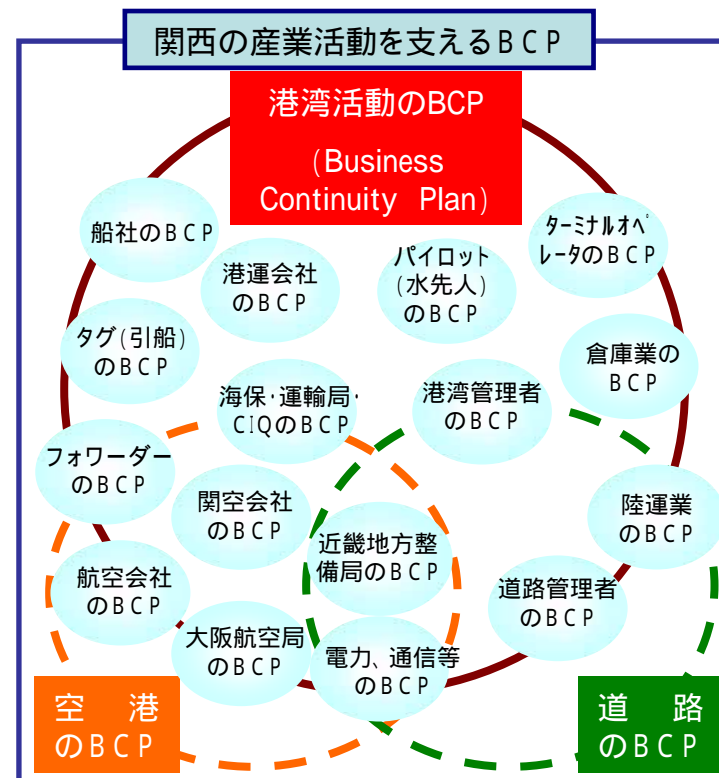 関西の産業活動を支えるBCP
港湾活動のBCP
(Business
Continuity Plan)
船社のBCP
港運会社
のBCP
パイロット
(水先人)
のBCP
ターミナルオペ
レータのBCP
タグ(引船)
のBCP
倉庫業の
BCP
海保・運輸局・
CIQのBCP
港湾管理者
のBCP
フォワーダー
のBCP
関空会社
のBCP
陸運業
のBCP
近畿地方整
備局のBCP
航空会社
のBCP
道路管理者
のBCP
大阪航空局
のBCP
電力、通信等
のBCP
空 港
のBCP
道 路
のBCP